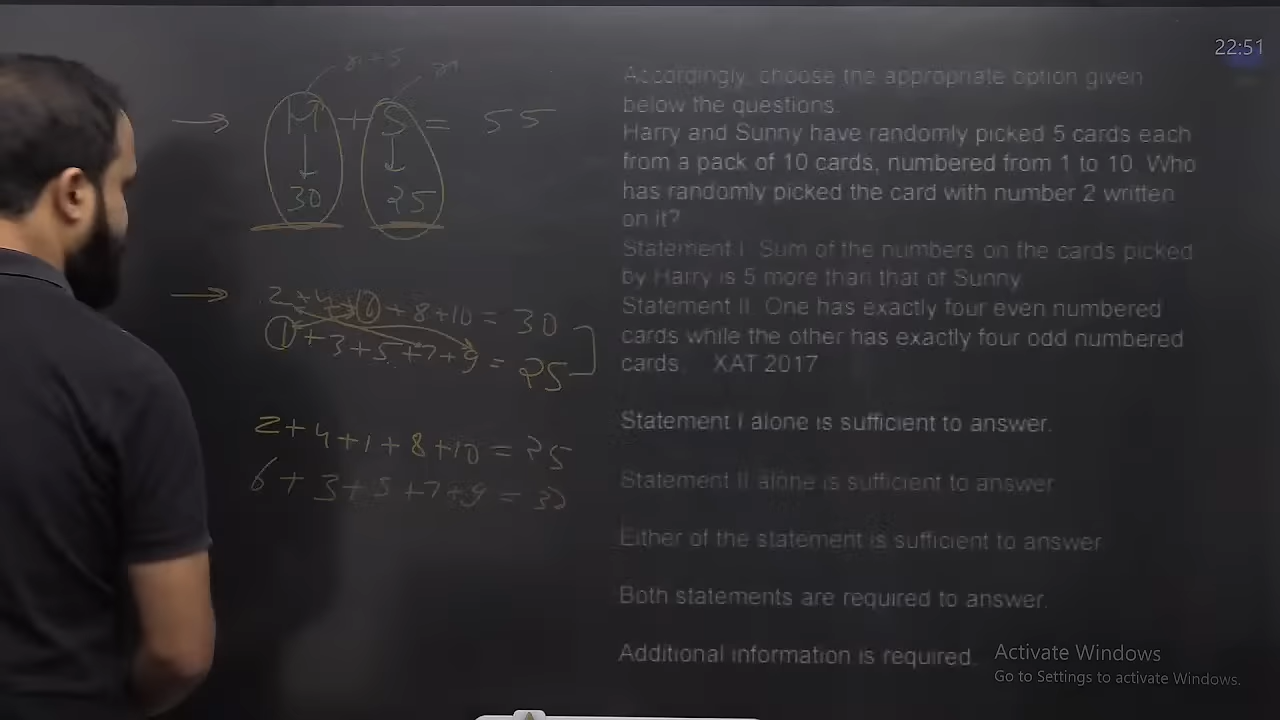 22:51
x+5
H + S = 55
30 25
2+4+6+8+10 = 30
1+3+5+7+9 = 25
2+4+1+8+10 = 25
6+3+5+7+9 = 30
Accordingly, choose the appropriate option given
below the questions.
Harry and Sunny have randomly picked 5 cards each
from a pack of 10 cards, numbered from 1 to 10. Who
has randomly picked the card with number 2 written
on it?
Statement I. Sum of the numbers on the cards picked
by Harry is 5 more than that of Sunny
Statement II. One has exactly four even numbered
cards while the other has exactly four odd numbered
cards. XAT 2017
Statement I alone is sufficient to answer.
Statement II alone is sufficient to answer
Either of the statement is sufficient to answer
Both statements are required to answer.
Additional information is required.
Activate Windows
Go to Settings to activate Windows.